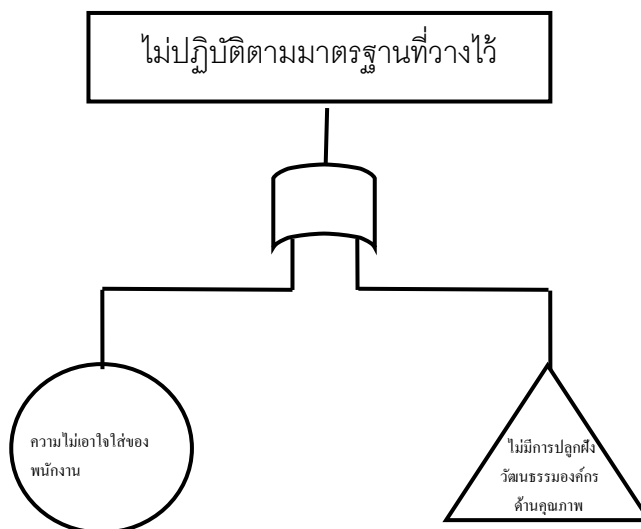 ไม่ปฏิบัติตามมาตรฐานที่วางไว้
ความไม่เอาใจใส่ของ
พนักงาน
ไม่มีการปลูกฝัง
วัฒนธรรมองค์กร
ด้านคุณภาพ